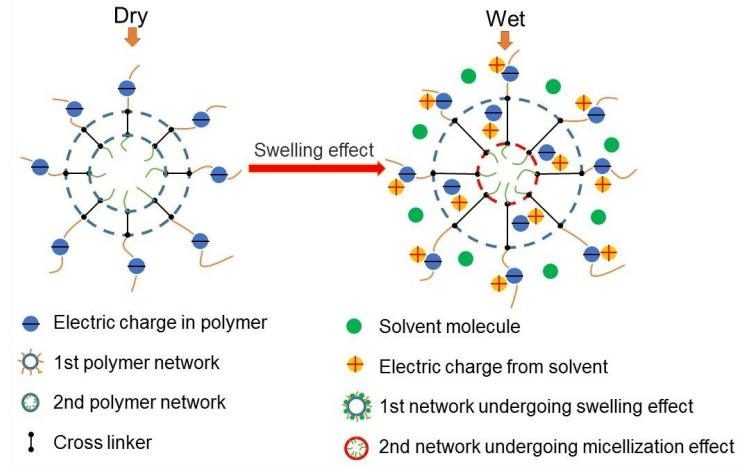 Dry
Wet
Swelling effect
Electric charge in polymer
1st polymer network
2nd polymer network
Cross linker
Solvent molecule
Electric charge from solvent
1st network undergoing swelling effect
2nd network undergoing micellization effect